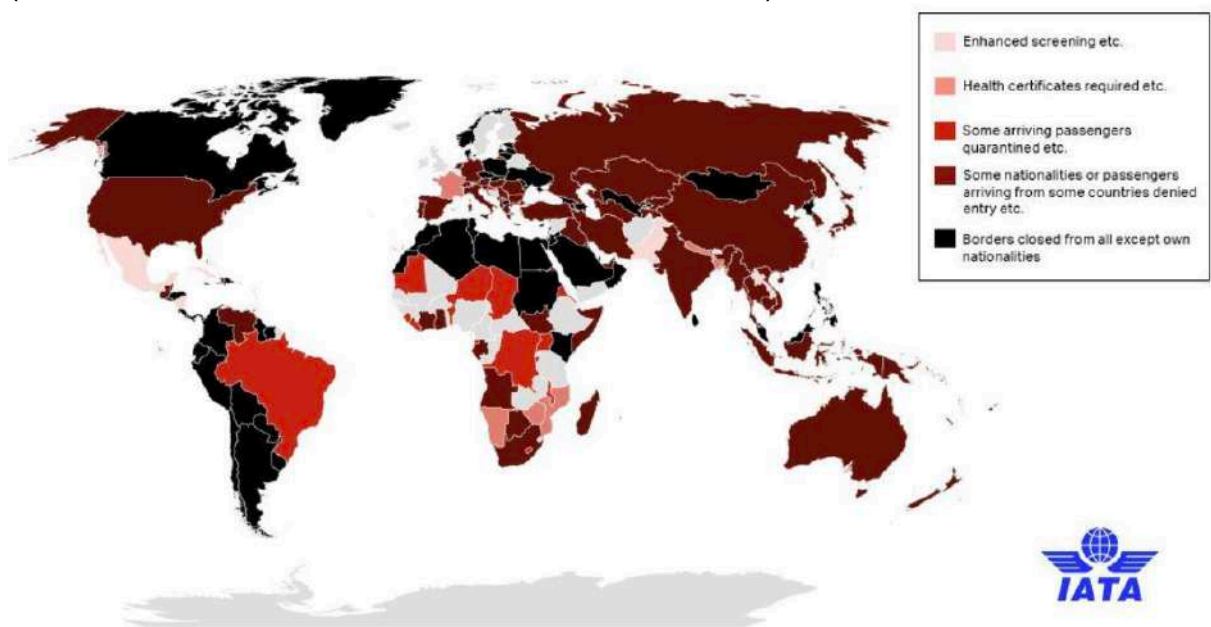 Enhanced screening etc.
Health certificates required etc.
Some arriving passengers
quarantined etc.
Some nationalities or passengers
arriving from some countries denied
entry etc.
Borders closed from all except own
nationalities
IATA